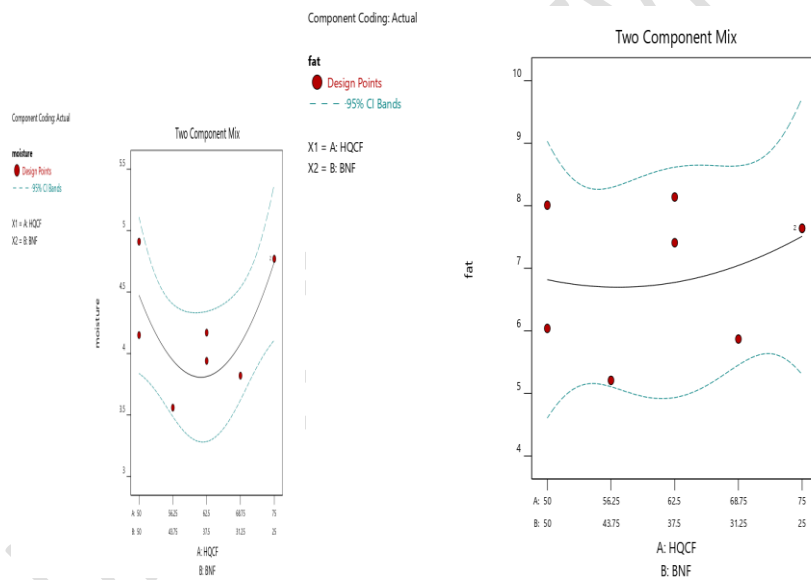 Component Coding: Actual
moisture
Design Points
95% CI Bands
X1 = A: HQCF
X2 = B: BNF
Two Component Mix
5.5
5
4.5
4
3.5
3
moisture
2
A: 50 56.25 62.5 68.75 75
B: 50 43.75 37.5 31.25 25
A: HQCF
B: BNF
Component Coding: Actual
fat
Design Points
95% CI Bands
X1 = A: HQCF
X2 = B: BNF
Two Component Mix
10
9
8
7
6
5
4
fat
2
A: 50 56.25 62.5 68.75 75
B: 50 43.75 37.5 31.25 25
A: HQCF
B: BNF